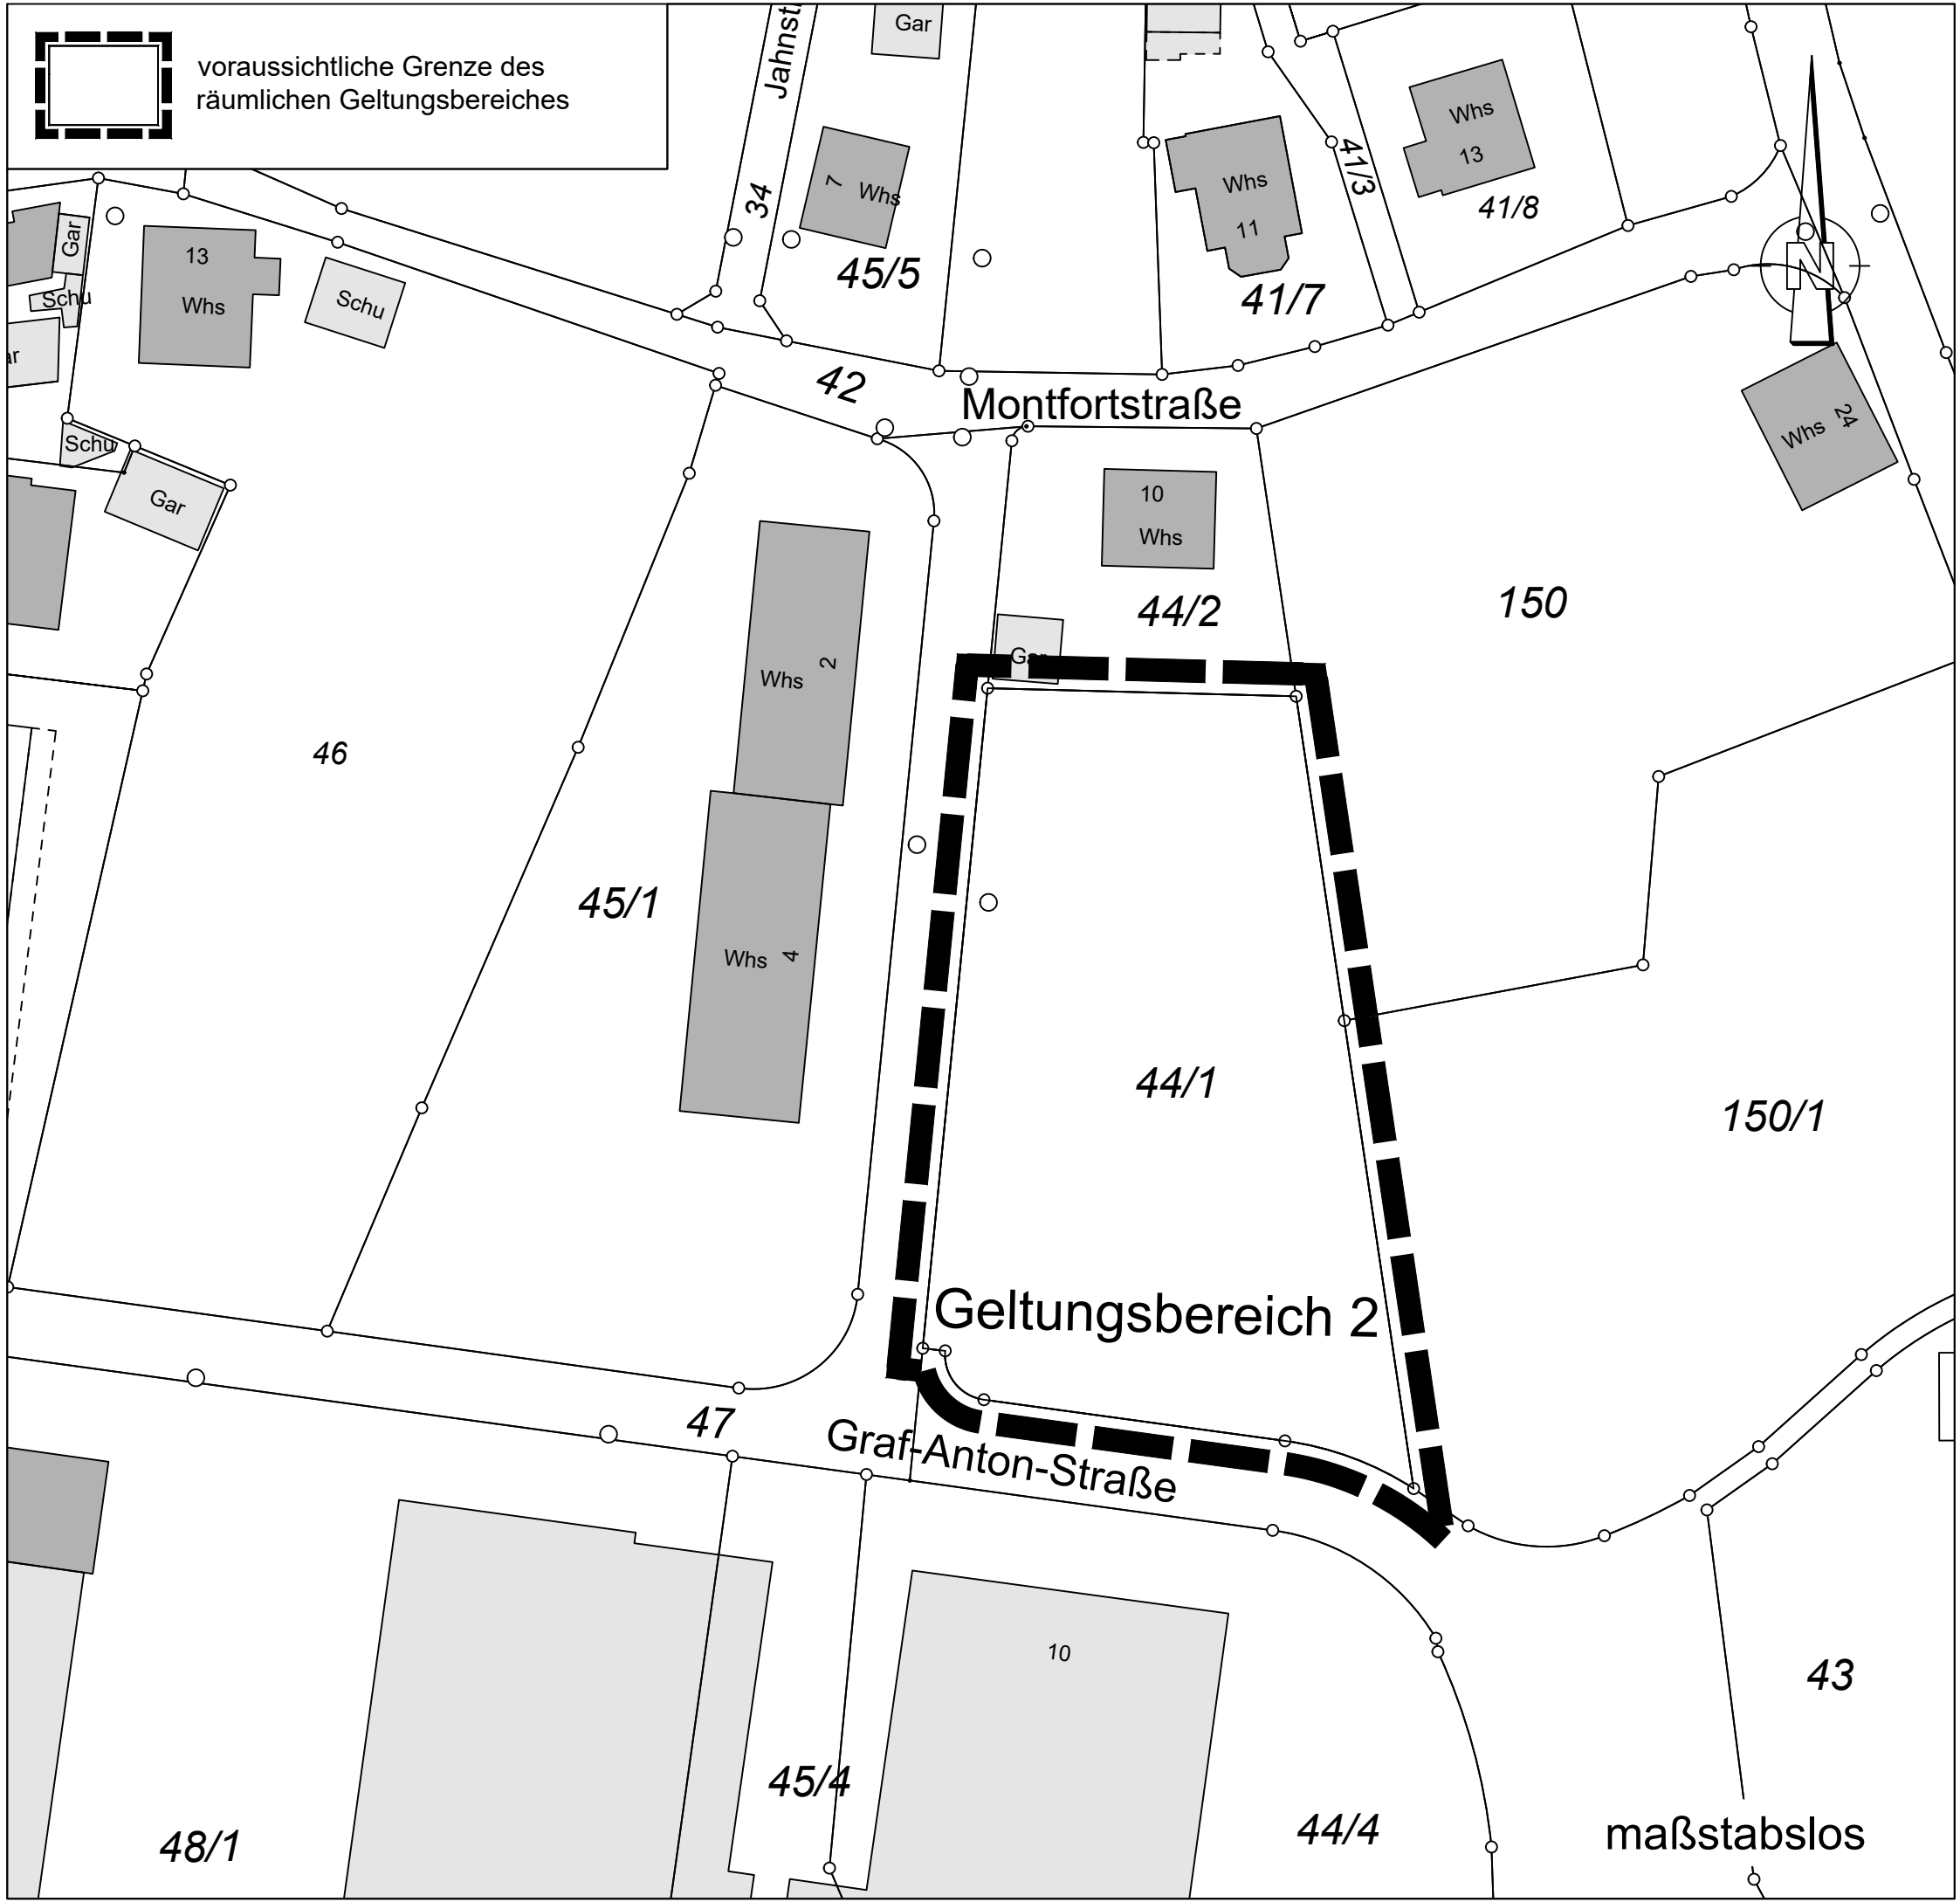 voraussichtliche Grenze des
räumlichen Geltungsbereiches
Gar
Whs
13
41/8
41/3
Whs
11
41/7
34
7
Whs
45/5
Gar
Schu
13
Whs
Schu
42
Montfortstraße
Whs
24
Schu
Gar
10
Whs
44/2
150
Gar
Whs
2
46
45/1
Whs
4
44/1
150/1
Geltungsbereich 2
47
Graf-Anton-Straße
10
43
45/4
44/4
48/1
maßstabslos
N